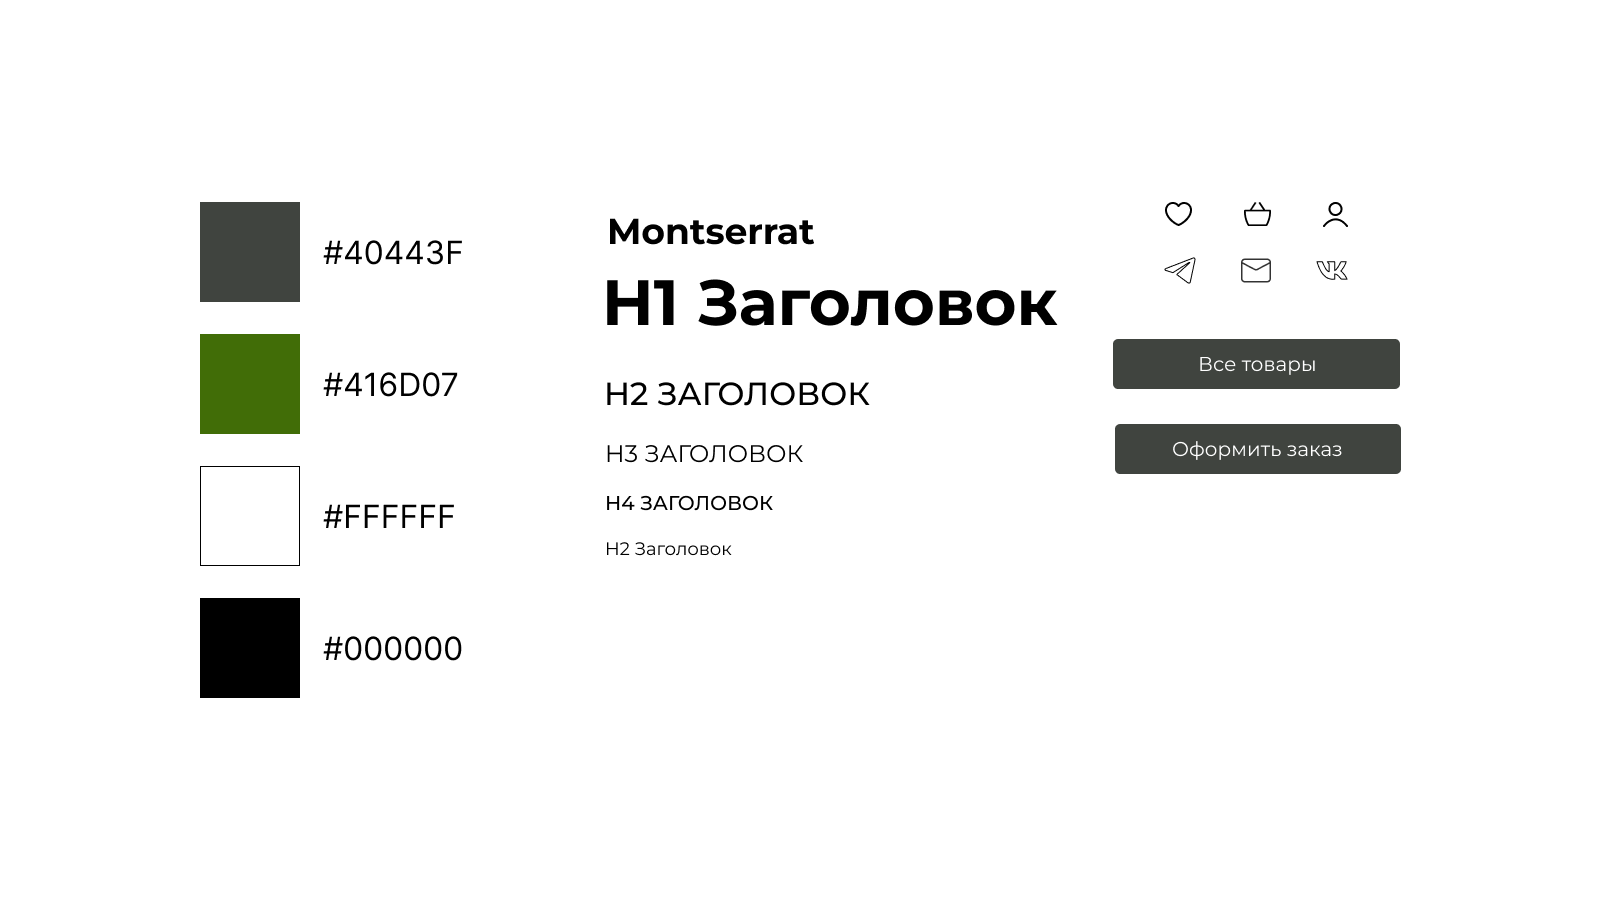 #40443F
#416D07
#FFFFFF
#000000
Montserrat
H1 Заголовок
H2 ЗАГОЛОВОК
H3 ЗАГОЛОВОК
H4 ЗАГОЛОВОК
H2 Заголовок
Все товары
Оформить заказ